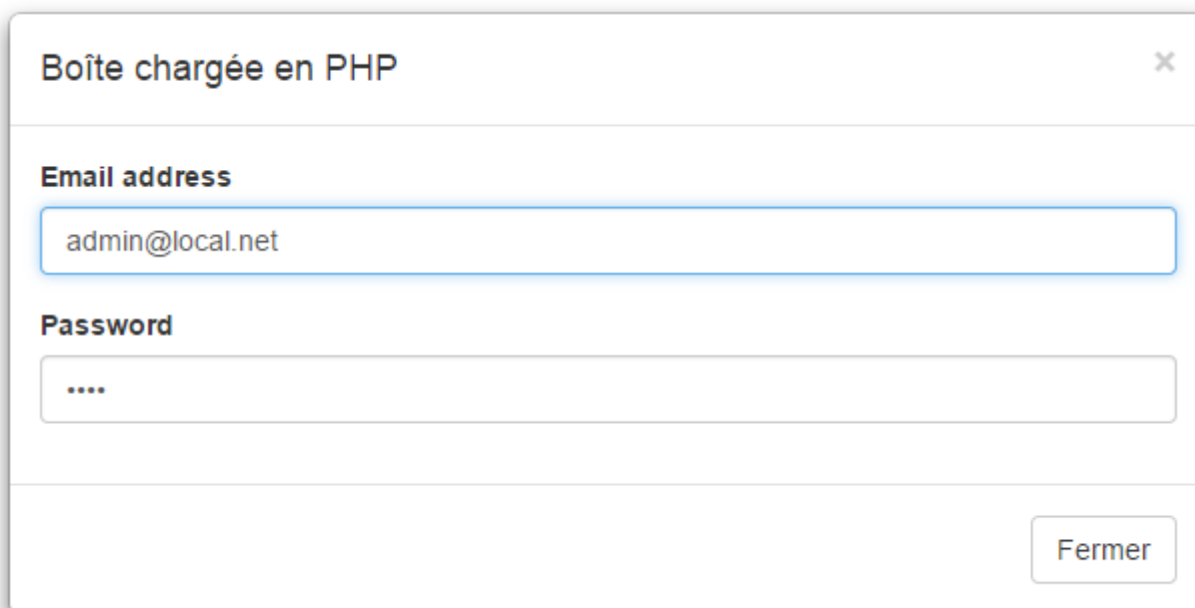 Boîte chargée en PHP
×
Email address
admin@local.net
Password
••••
Fermer